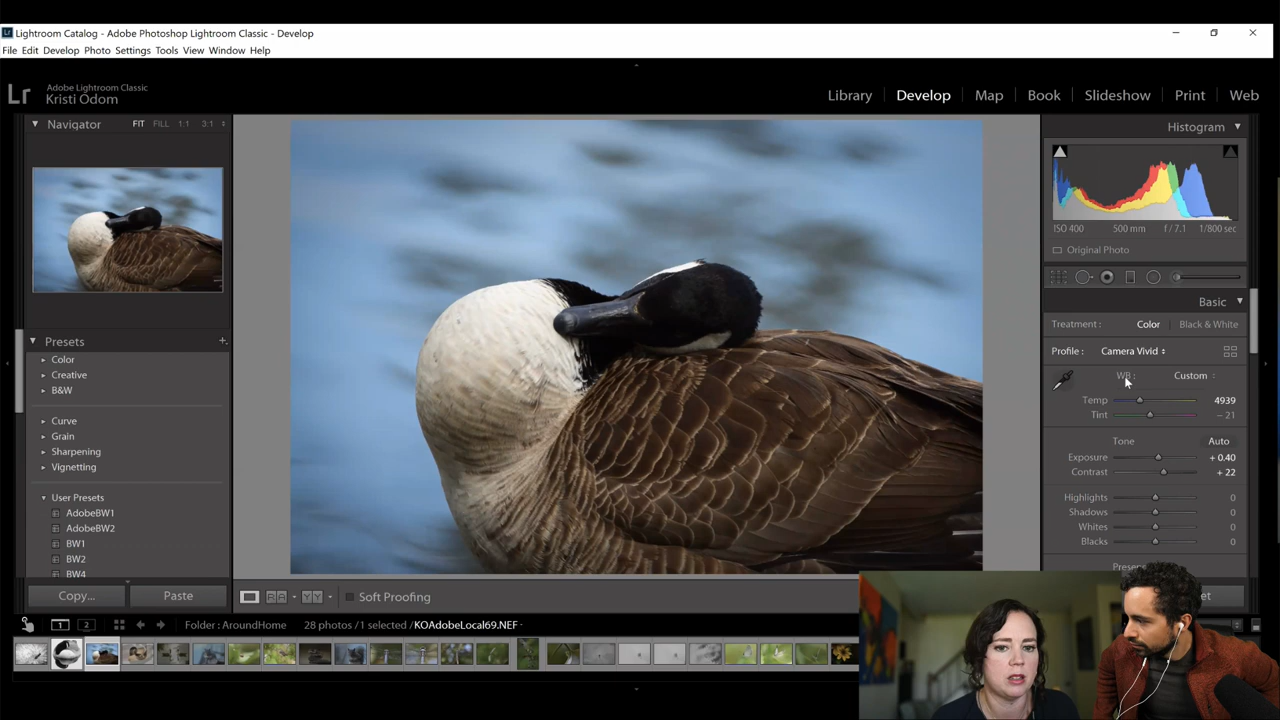 Lightroom Catalog - Adobe Photoshop Lightroom Classic - Develop
File Edit Develop Photo Settings Tools View Window Help
Lr
Adobe Lightroom Classic
Kristi Odom
Library Develop Map Book Slideshow Print Web
Navigator FIT FILL 1:1 3:1
Histogram
ISO 400 500 mm f / 7.1 1/800 sec
Original Photo
Basic
Treatment : Color Black & White
Profile : Camera Vivid
WB : Custom
Temp 4939
Tint – 21
Tone Auto
Exposure + 0.40
Contrast + 22
Highlights 0
Shadows 0
Whites 0
Blacks 0
Presets +
Color
Creative
B&W
Curve
Grain
Sharpening
Vignetting
User Presets
AdobeBW1
AdobeBW2
BW1
BW2
BW4
Copy... Paste
Soft Proofing
1 2 Folder : AroundHome 28 photos / 1 selected / KOAdobeLocal69.NEF